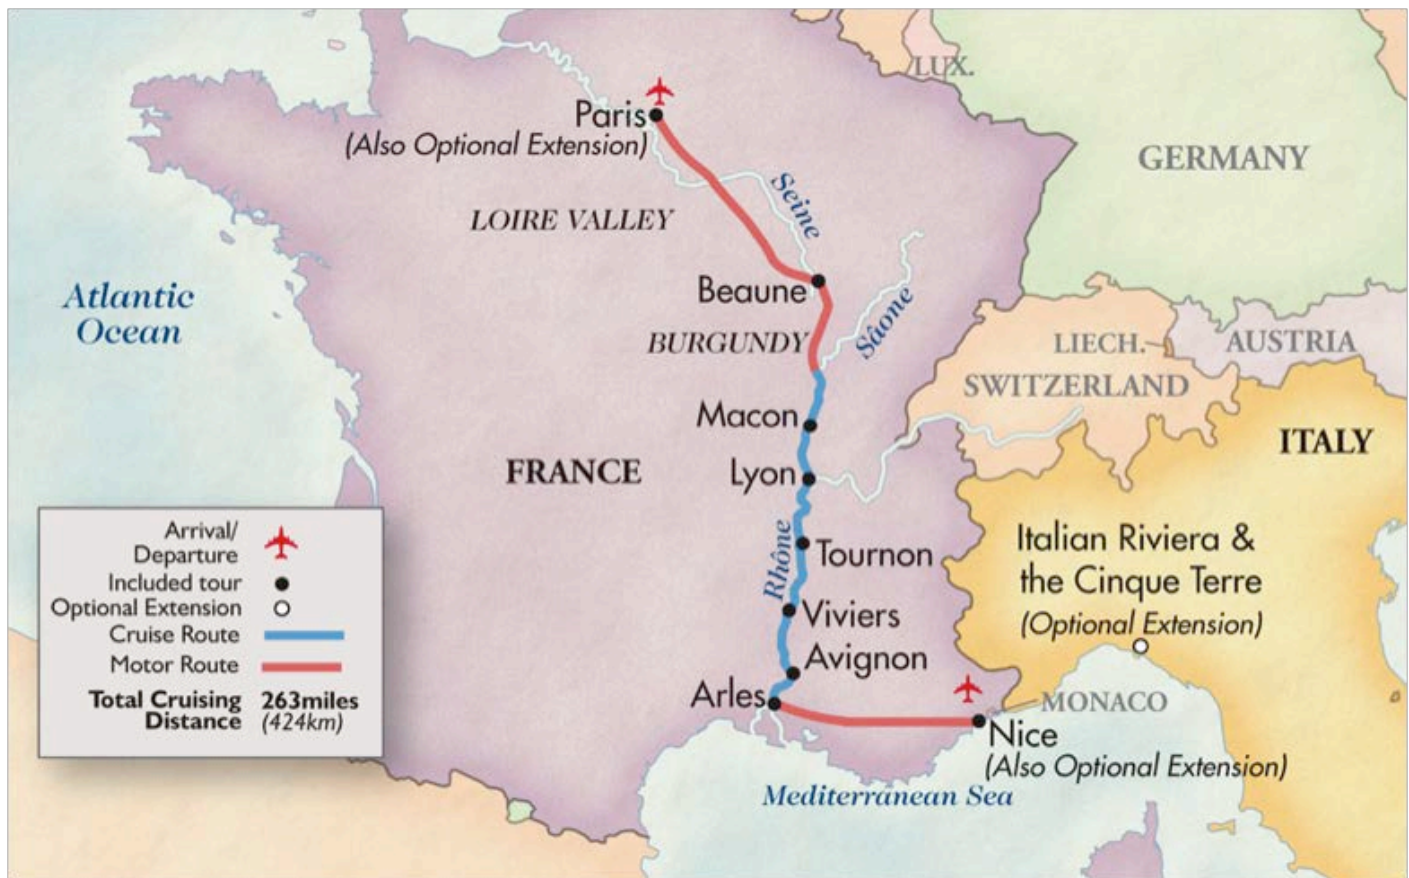 LUX.
Paris
(Also Optional Extension)
GERMANY
Seine
LOIRE VALLEY
Atlantic
Ocean
Beaune
Sâone
BURGUNDY
LIECH.
AUSTRIA
SWITZERLAND
Macon
ITALY
FRANCE
Lyon
Rhône
Tournon
Italian Riviera &
the Cinque Terre
(Optional Extension)
Viviers
Avignon
Arles
MONACO
Nice
(Also Optional Extension)
Mediterranean Sea
Arrival/
Departure
Included tour
Optional Extension
Cruise Route
Motor Route
Total Cruising 263miles
Distance (424km)